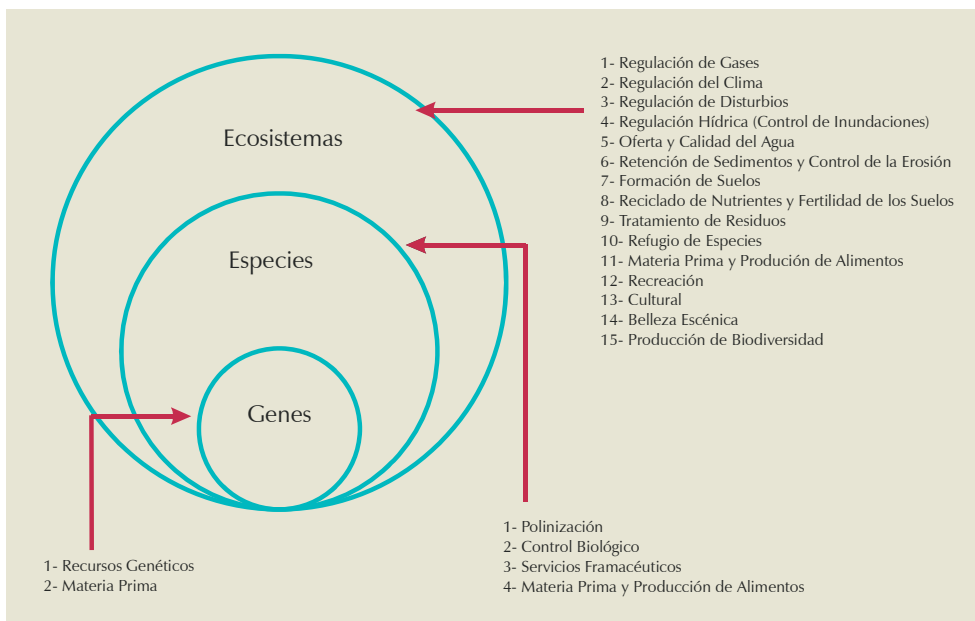 Ecosistemas
Especies
Genes
1- Regulación de Gases
2- Regulación del Clima
3- Regulación de Disturbios
4- Regulación Hídrica (Control de Inundaciones)
5- Oferta y Calidad del Agua
6- Retención de Sedimentos y Control de la Erosión
7- Formación de Suelos
8- Reciclado de Nutrientes y Fertilidad de los Suelos
9- Tratamiento de Residuos
10- Refugio de Especies
11- Materia Prima y Produción de Alimentos
12- Recreación
13- Cultural
14- Belleza Escénica
15- Producción de Biodiversidad
1- Polinización
2- Control Biológico
3- Servicios Framacéuticos
4- Materia Prima y Producción de Alimentos
1- Recursos Genéticos
2- Materia Prima